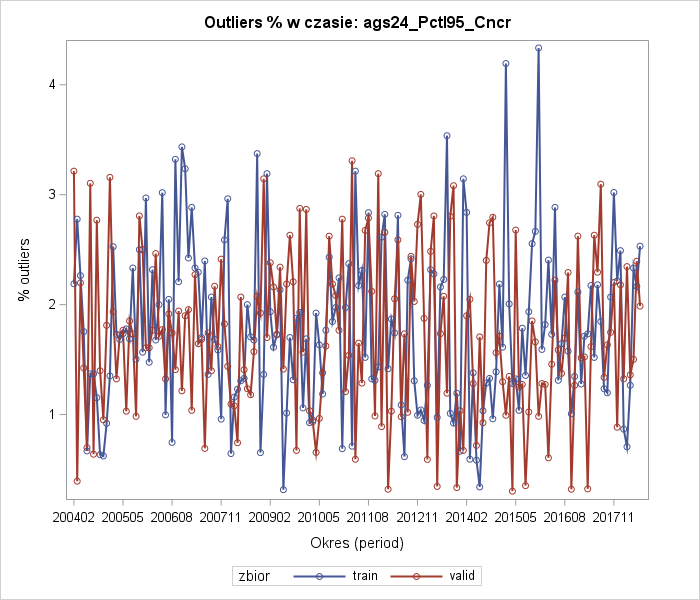 Outliers % w czasie: ags24_Pctl95_Cncr
% outliers
4
3
2
1
200402 200505 200608 200711 200902 201005 201108 201211 201402 201505 201608 201711
Okres (period)
zbior train valid